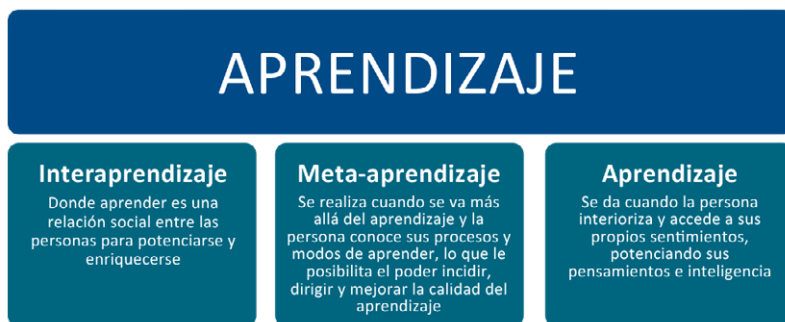 APRENDIZAJE
Interaprendizaje
Donde aprender es una
relación social entre las
personas para potenciarse y
enriquecerse
Meta-aprendizaje
Se realiza cuando se va más
allá del aprendizaje y la
persona conoce sus procesos y
modos de aprender, lo que le
posibilita el poder incidir,
dirigir y mejorar la calidad del
aprendizaje
Aprendizaje
Se da cuando la persona
interioriza y accede a sus
propios sentimientos,
potenciando sus
pensamientos e inteligencia